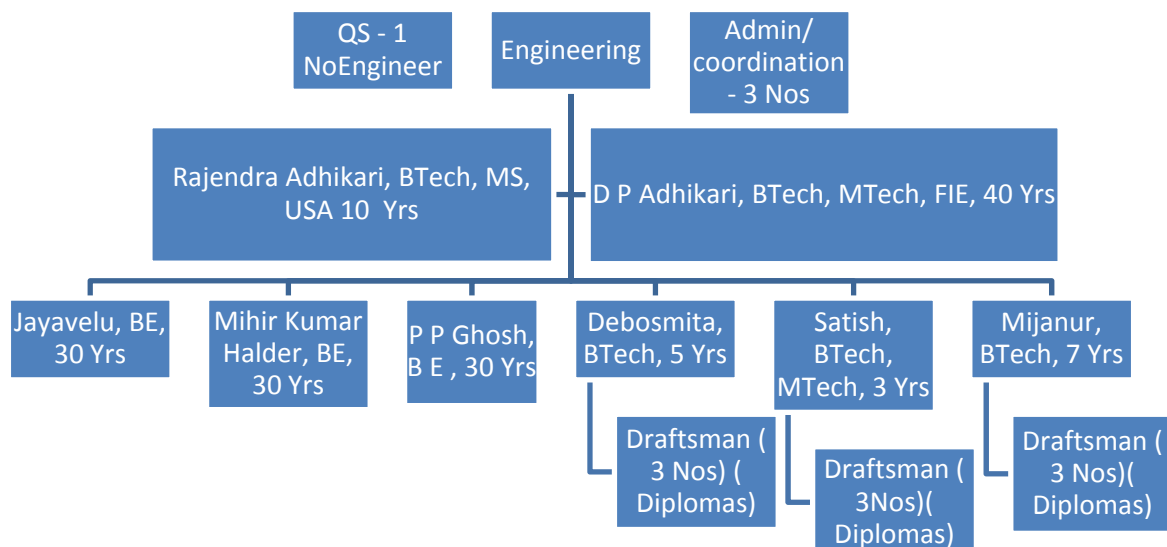 QS - 1
NoEngineer
Engineering
Admin/
coordination
- 3 Nos
Rajendra Adhikari, BTech, MS,
USA 10  Yrs
D P Adhikari, BTech, MTech, FIE, 40 Yrs
Jayavelu, BE,
30 Yrs
Mihir Kumar
Halder, BE,
30 Yrs
P P Ghosh,
B E , 30 Yrs
Debosmita,
BTech, 5 Yrs
Satish,
BTech,
MTech, 3 Yrs
Mijanur,
BTech, 7 Yrs
Draftsman (
3 Nos) (
Diplomas)
Draftsman (
3Nos)(
Diplomas)
Draftsman (
3 Nos)(
Diplomas)